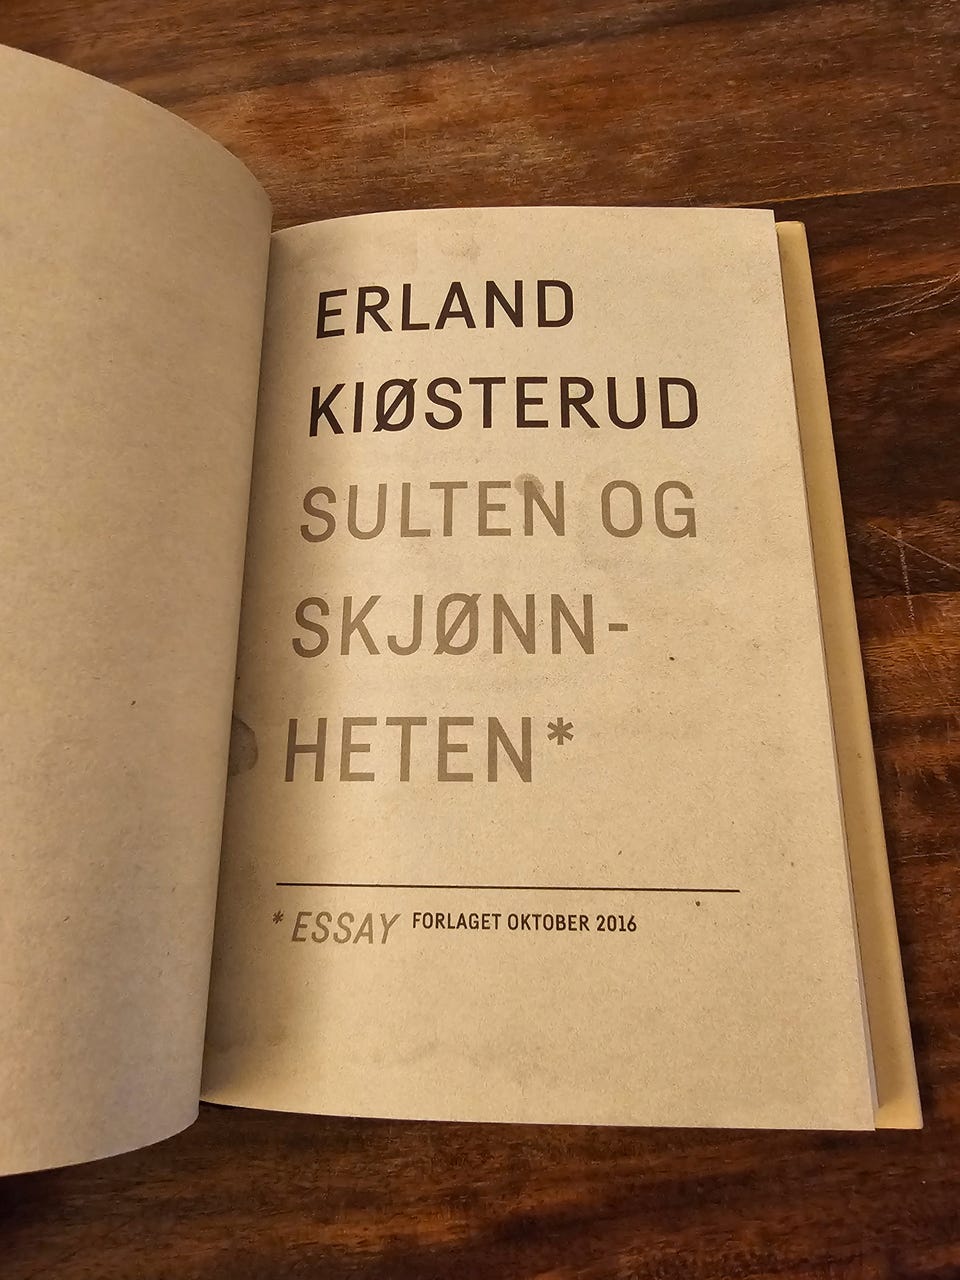 ERLAND
KIØSTERUD
SULTEN OG
SKJØNN-
HETEN*
* ESSAY FORLAGET OKTOBER 2016